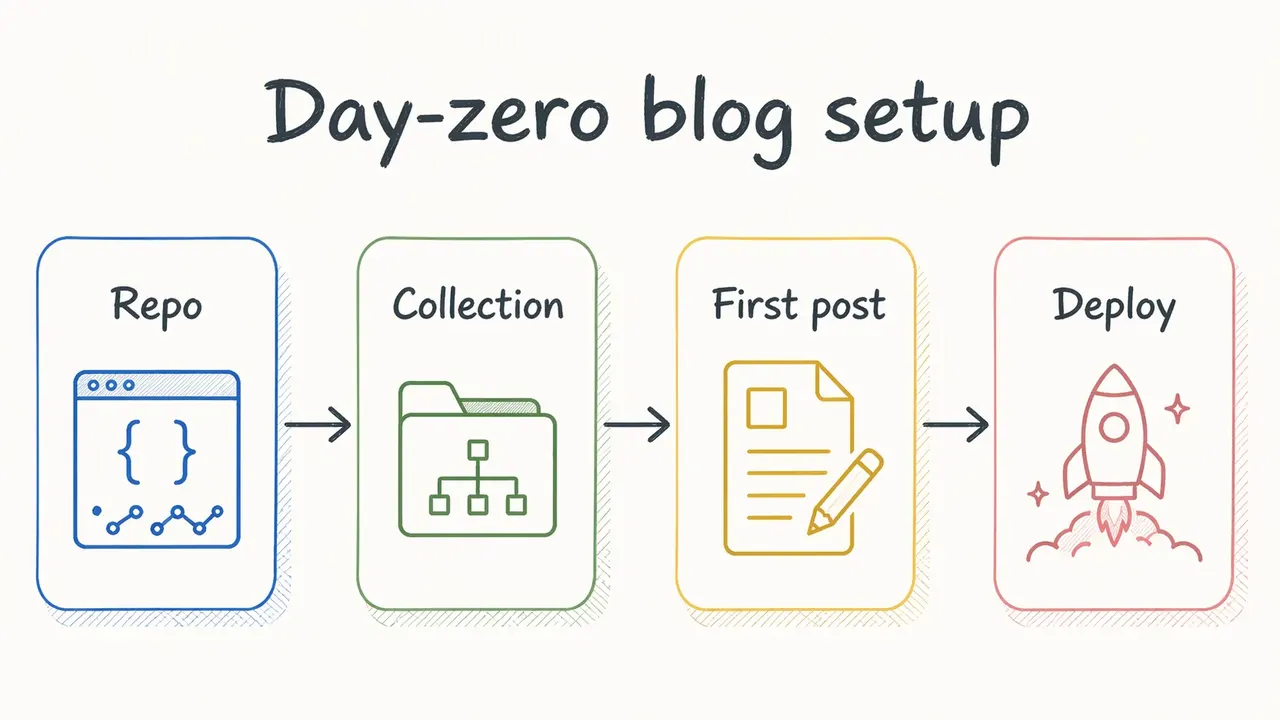 Day-zero blog setup
Repo
Collection
First post
Deploy
{ }